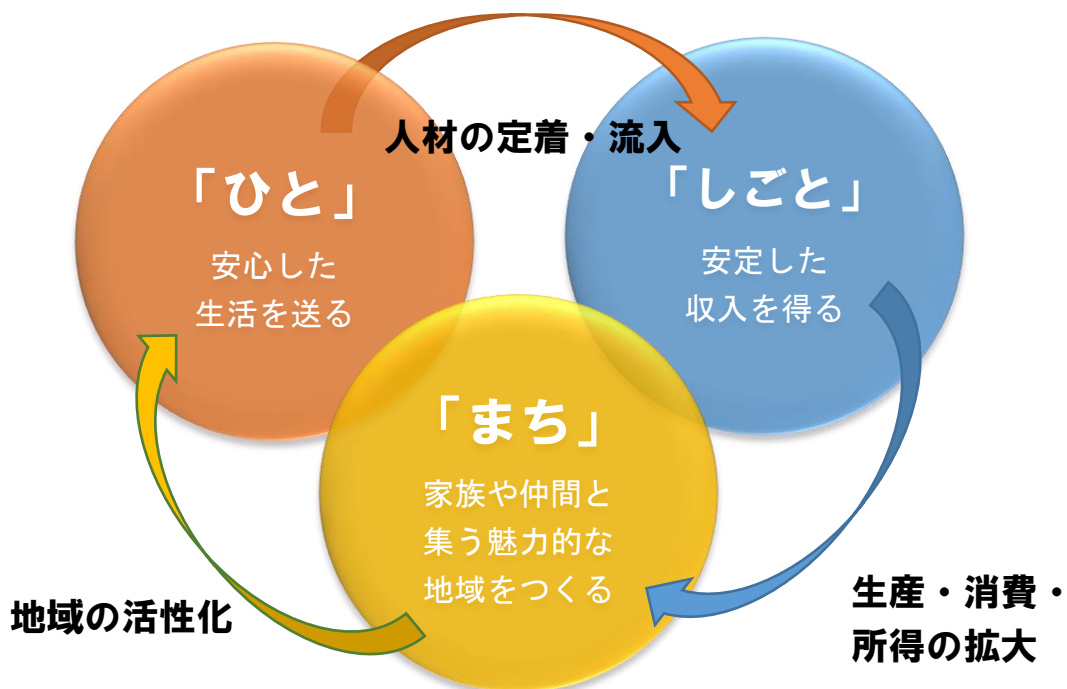 人材の定着・流入
「ひと」
安心した
生活を送る
「しごと」
安定した
収入を得る
「まち」
家族や仲間と
集う魅力的な
地域をつくる
地域の活性化
生産・消費・
所得の拡大